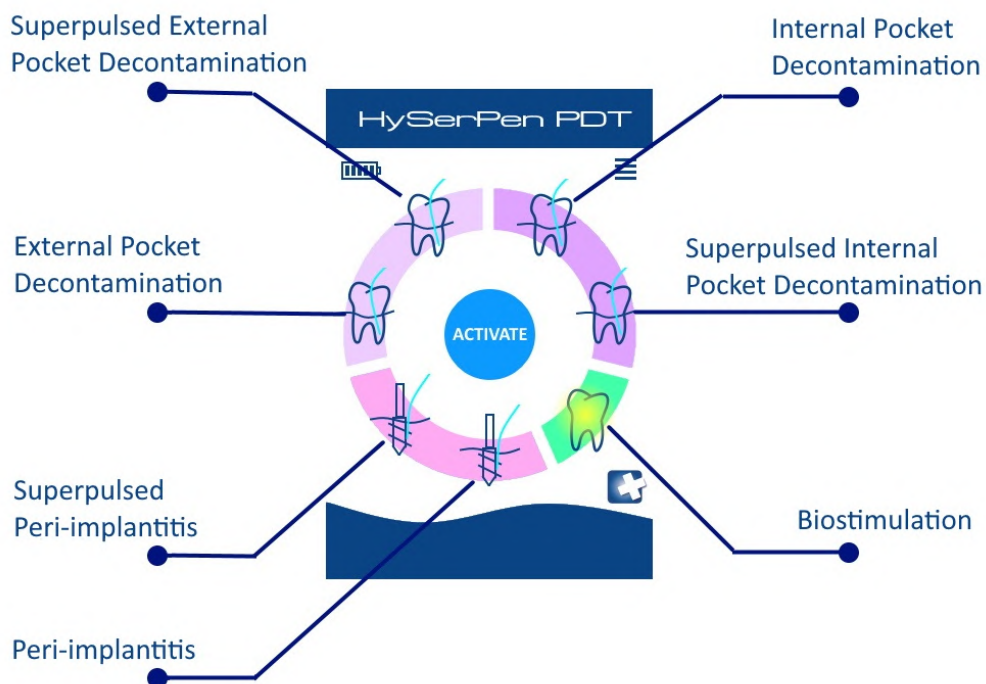 Superpulsed External
Pocket Decontamination
Internal Pocket
Decontamination
HySerPen PDT
External Pocket
Decontamination
Superpulsed Internal
Pocket Decontamination
ACTIVATE
Superpulsed
Peri-implantitis
Biostimulation
Peri-implantitis